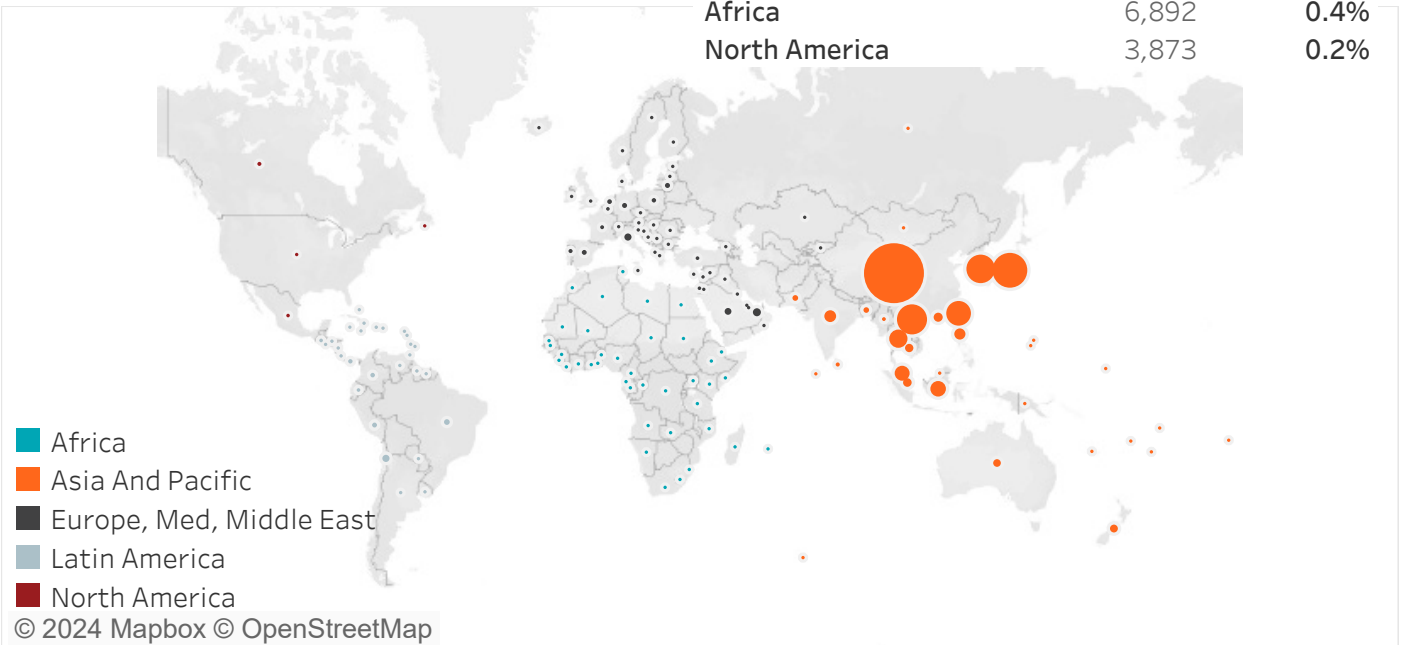 Africa 6,892 0.4%
North America 3,873 0.2%
Africa
Asia And Pacific
Europe, Med, Middle East
Latin America
North America
© 2024 Mapbox © OpenStreetMap